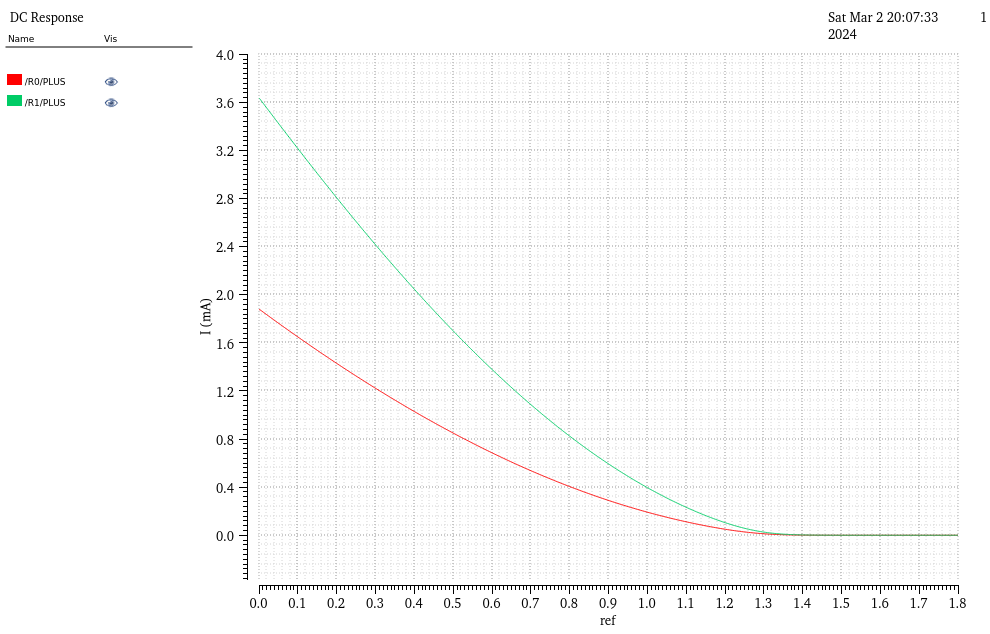 DC Response
Sat Mar 2 20:07:33 1
2024
Name Vis
/R0/PLUS
/R1/PLUS
4.0
3.6
3.2
2.8
2.4
2.0
1.6
1.2
0.8
0.4
0.0
I (mA)
0.0 0.1 0.2 0.3 0.4 0.5 0.6 0.7 0.8 0.9 1.0 1.1 1.2 1.3 1.4 1.5 1.6 1.7 1.8
ref